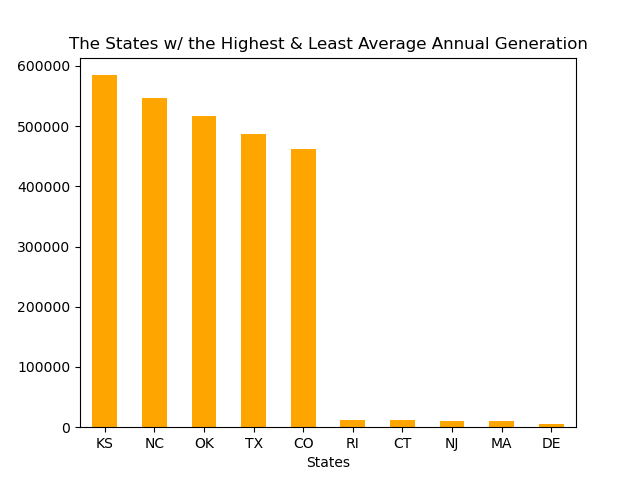 The States w/ the Highest & Least Average Annual Generation
600000
500000
400000
300000
200000
100000
0
KS NC OK TX CO RI CT NJ MA DE
States